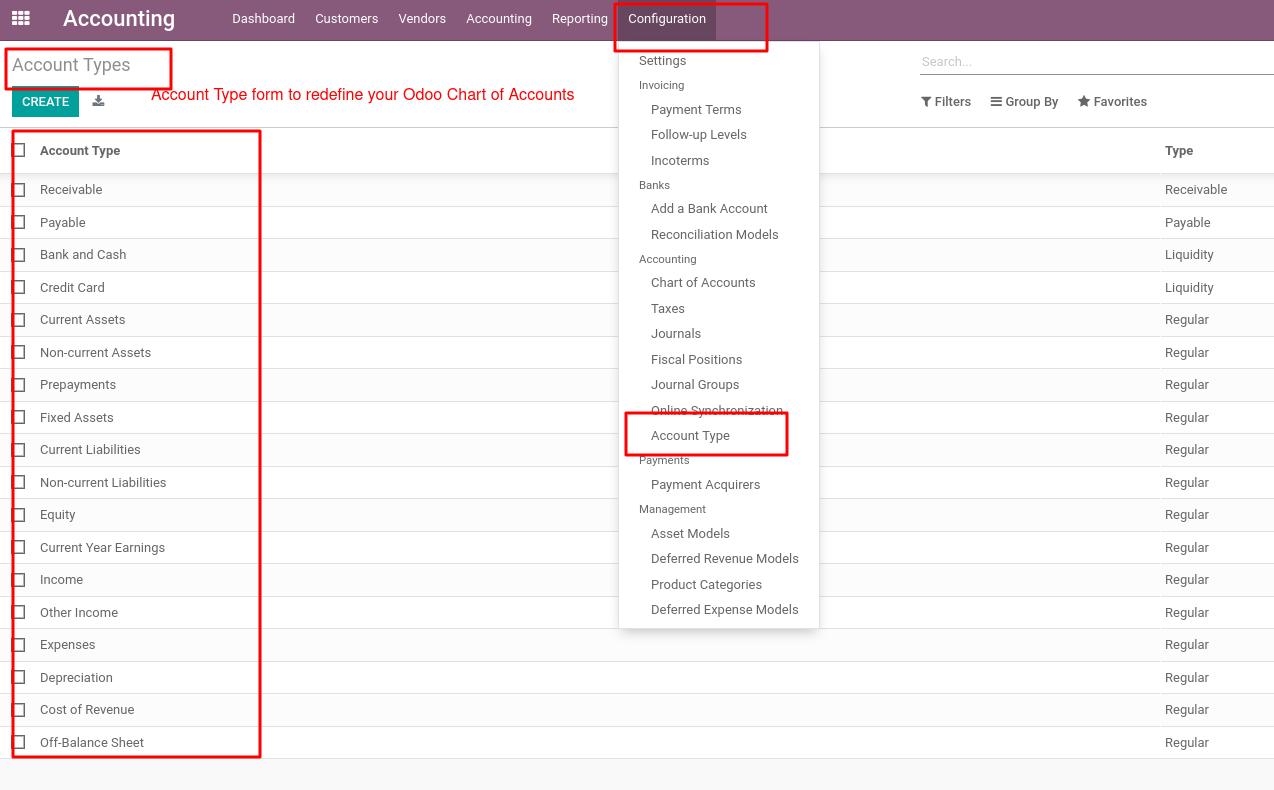 Accounting Dashboard Customers Vendors Accounting Reporting Configuration
Account Types
Search...
CREATE
Account Type form to redefine your Odoo Chart of Accounts
Filters Group By Favorites
Settings
Invoicing
Payment Terms
Follow-up Levels
Incoterms
Banks
Add a Bank Account
Reconciliation Models
Accounting
Chart of Accounts
Taxes
Journals
Fiscal Positions
Journal Groups
Online Synchronization
Account Type
Payments
Payment Acquirers
Management
Asset Models
Deferred Revenue Models
Product Categories
Deferred Expense Models
Account Type Type
Receivable Receivable
Payable Payable
Bank and Cash Liquidity
Credit Card Liquidity
Current Assets Regular
Non-current Assets Regular
Prepayments Regular
Fixed Assets Regular
Current Liabilities Regular
Non-current Liabilities Regular
Equity Regular
Current Year Earnings Regular
Income Regular
Other Income Regular
Expenses Regular
Depreciation Regular
Cost of Revenue Regular
Off-Balance Sheet Regular